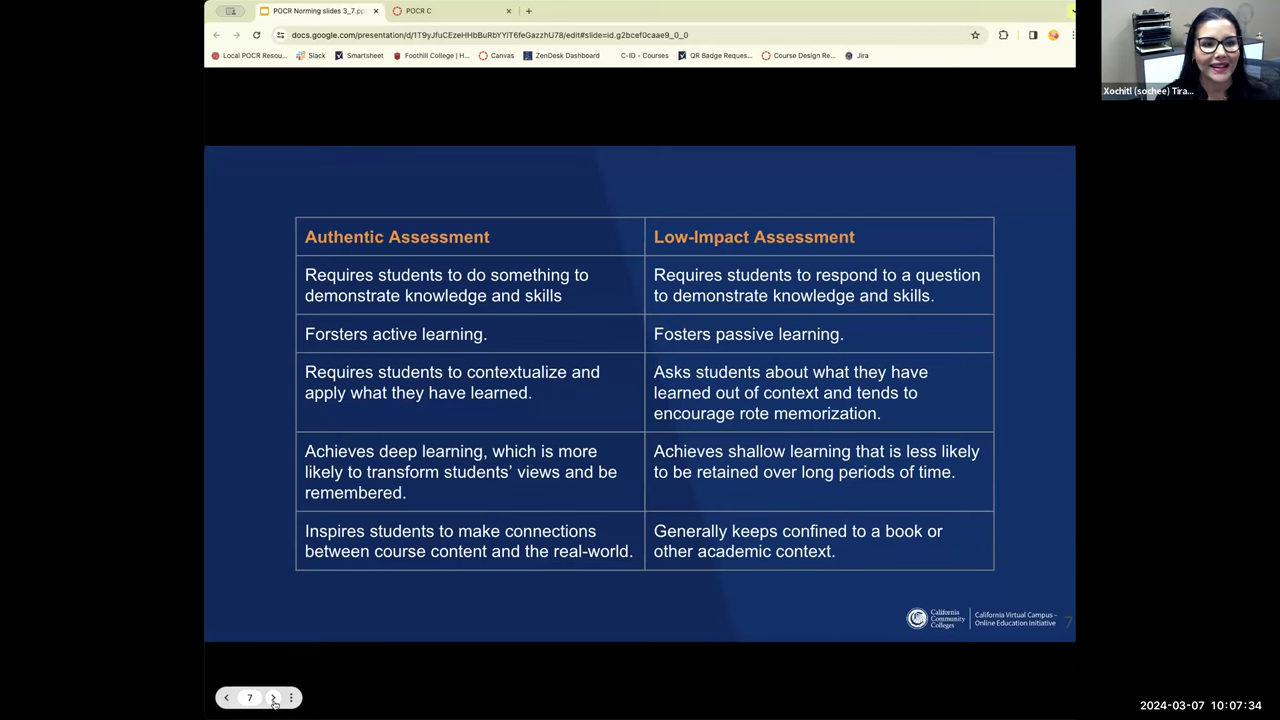 POCR Norming slides 3_7.pp
POCR C
docs.google.com/presentation/d/1T9yJfuCEzeHHbBuRbYYIT6feGazzhU78/edit#slide=id.g2bcef0caae9_0_0
Local POCR Resou...
Slack
Smartsheet
Foothill College | H...
Canvas
ZenDesk Dashboard
C-ID - Courses
QR Badge Reques...
Course Design Re...
Jira
Xochitl (sochee) Tira...
Authentic Assessment
Low-Impact Assessment
Requires students to do something to
demonstrate knowledge and skills
Requires students to respond to a question
to demonstrate knowledge and skills.
Forsters active learning.
Fosters passive learning.
Requires students to contextualize and
apply what they have learned.
Asks students about what they have
learned out of context and tends to
encourage rote memorization.
Achieves deep learning, which is more
likely to transform students’ views and be
remembered.
Achieves shallow learning that is less likely
to be retained over long periods of time.
Inspires students to make connections
between course content and the real-world.
Generally keeps confined to a book or
other academic context.
California
Community
Colleges
California Virtual Campus –
Online Education Initiative
7
7
2024-03-07 10:07:34